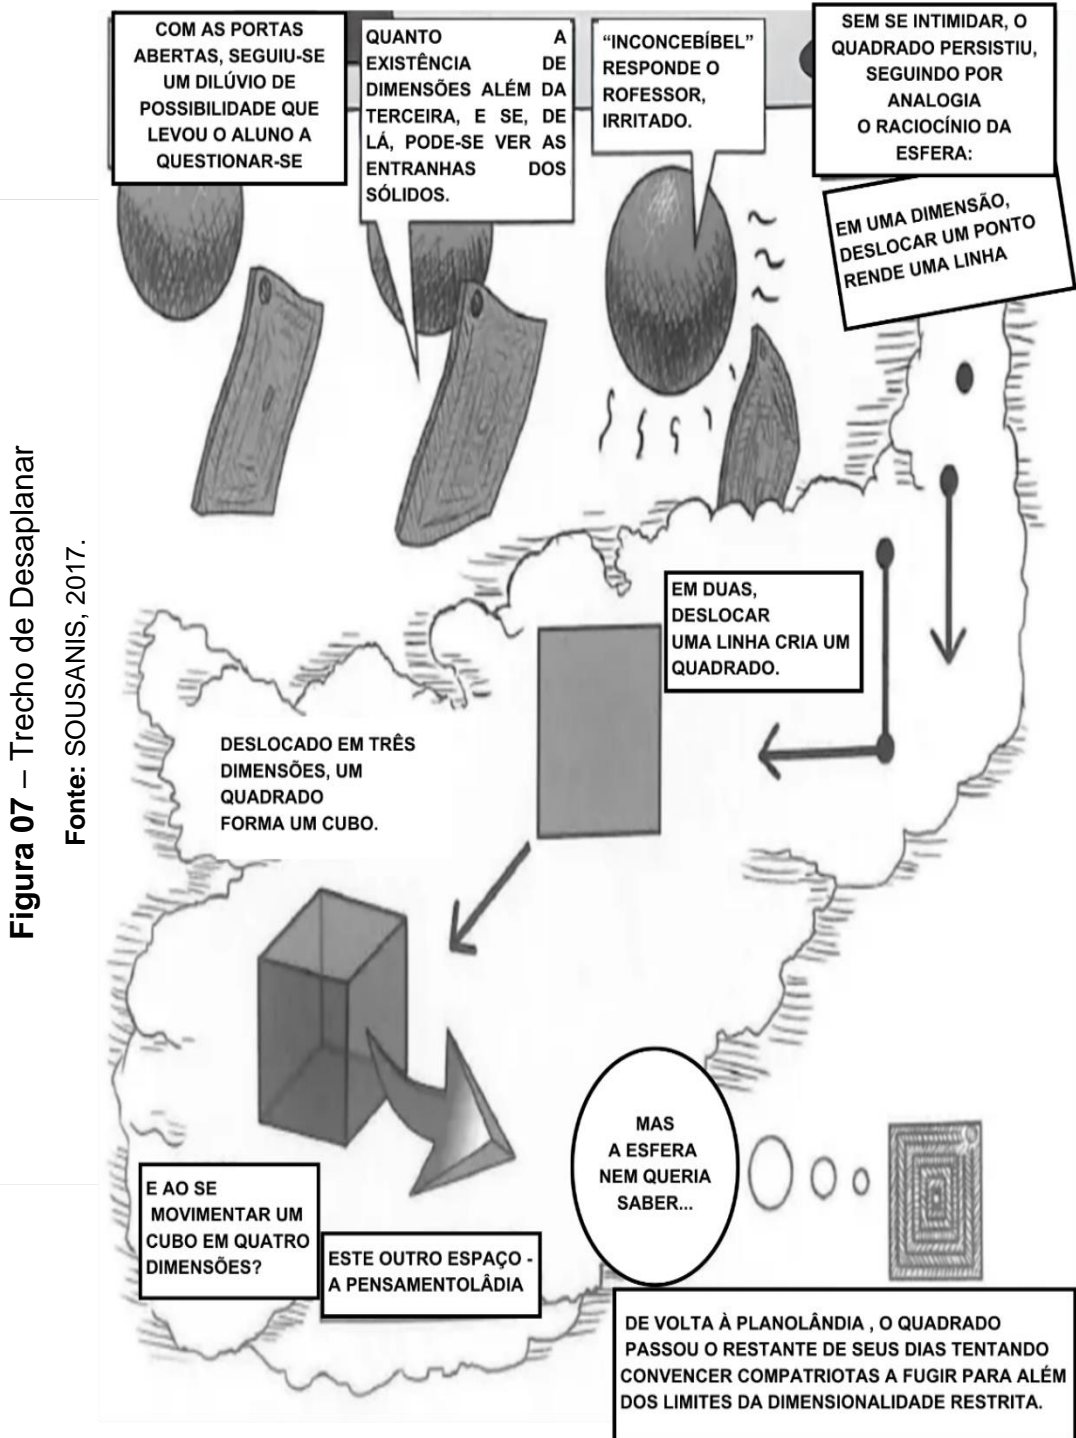 COM AS PORTAS
ABERTAS, SEGUIU-SE
UM DILÚVIO DE
POSSIBILIDADE QUE
LEVOU O ALUNO A
QUESTIONAR-SE
QUANTO A
EXISTÊNCIA DE
DIMENSÕES ALÉM DA
TERCEIRA, E SE, DE
LÁ, PODE-SE VER AS
ENTRANHAS DOS
SÓLIDOS.
“INCONCEBÍBEL”
RESPONDE O
ROFESSOR,
IRRITADO.
SEM SE INTIMIDAR, O
QUADRADO PERSISTIU,
SEGUINDO POR
ANALOGIA
O RACIOCÍNIO DA
ESFERA:
EM UMA DIMENSÃO,
DESLOCAR UM PONTO
RENDE UMA LINHA
EM DUAS,
DESLOCAR
UMA LINHA CRIA UM
QUADRADO.
DESLOCADO EM TRÊS
DIMENSÕES, UM
QUADRADO
FORMA UM CUBO.
E AO SE
MOVIMENTAR UM
CUBO EM QUATRO
DIMENSÕES?
ESTE OUTRO ESPAÇO -
A PENSAMENTOLÂDIA
MAS
A ESFERA
NEM QUERIA
SABER...
DE VOLTA À PLANOLÂNDIA , O QUADRADO
PASSOU O RESTANTE DE SEUS DIAS TENTANDO
CONVENCER COMPATRIOTAS A FUGIR PARA ALÉM
DOS LIMITES DA DIMENSIONALIDADE RESTRITA.
Figura 07 – Trecho de Desaplanar
Fonte: SOUSANIS, 2017.